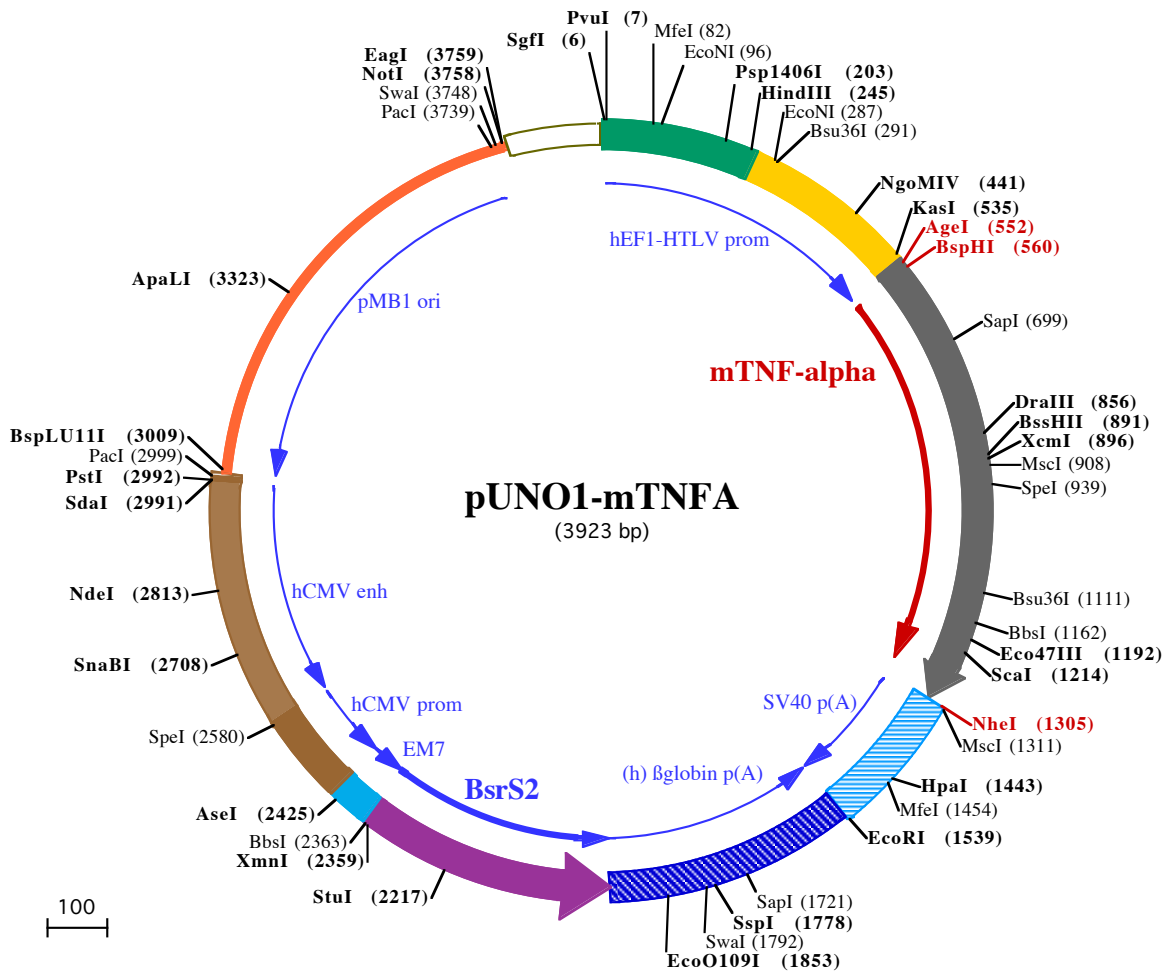 PvuI (7)
SgfI (6)
MfeI (82)
EcoNI (96)
Psp1406I (203)
HindIII (245)
EcoNI (287)
Bsu36I (291)
NgoMIV (441)
KasI (535)
AgeI (552)
BspHI (560)
SapI (699)
DraIII (856)
BssHII (891)
XcmI (896)
MscI (908)
SpeI (939)
Bsu36I (1111)
BbsI (1162)
Eco47III (1192)
ScaI (1214)
NheI (1305)
MscI (1311)
HpaI (1443)
MfeI (1454)
EcoRI (1539)
SapI (1721)
SspI (1778)
SwaI (1792)
EcoO109I (1853)
StuI (2217)
XmnI (2359)
BbsI (2363)
AseI (2425)
SpeI (2580)
SnaBI (2708)
NdeI (2813)
SdaI (2991)
PstI (2992)
PacI (2999)
BspLU11I (3009)
ApaLI (3323)
PacI (3739)
SwaI (3748)
NotI (3758)
EagI (3759)
hEF1-HTLV prom
pMB1 ori
mTNF-alpha
pUNO1-mTNFA
(3923 bp)
hCMV enh
hCMV prom
EM7
BsrS2
SV40 p(A)
(h) ßglobin p(A)
100